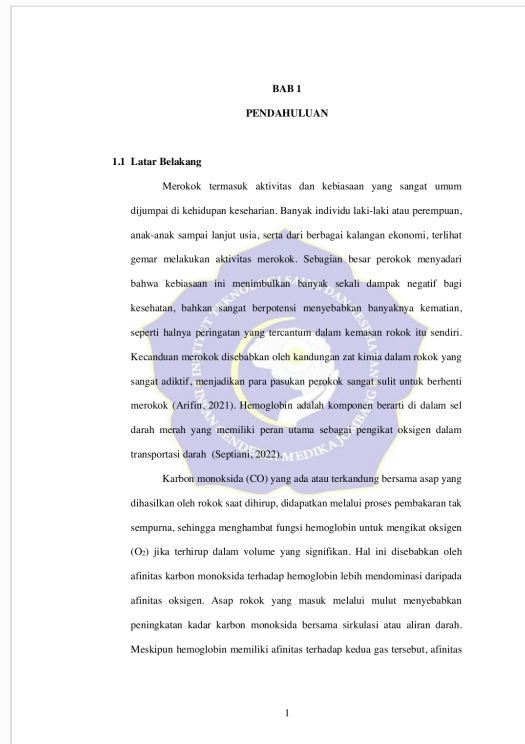 BAB 1
PENDAHULUAN
1.1 Latar Belakang
Merokok termasuk aktivitas dan kebiasaan yang sangat umum
dijumpai di kehidupan keseharian. Banyak individu laki-laki atau perempuan,
anak-anak sampai lanjut usia, serta dari berbagai kalangan ekonomi, terlihat
gemar melakukan aktivitas merokok. Sebagian besar perokok menyadari
bahwa kebiasaan ini menimbulkan banyak sekali dampak negatif bagi
kesehatan, bahkan sangat berpotensi menyebabkan banyaknya kematian,
seperti halnya peringatan yang tercantum dalam kemasan rokok itu sendiri.
Kecanduan merokok disebabkan oleh kandungan zat kimia dalam rokok yang
sangat adiktif, menjadikan para pasukan perokok sangat sulit untuk berhenti
merokok (Arifin, 2021). Hemoglobin adalah komponen berarti di dalam sel
darah merah yang memiliki peran utama sebagai pengikat oksigen dalam
transportasi darah (Septiani, 2022).
Karbon monoksida (CO) yang ada atau terkandung bersama asap yang
dihasilkan oleh rokok saat dihirup, didapatkan melalui proses pembakaran tak
sempurna, sehingga menghambat fungsi hemoglobin untuk mengikat oksigen
(O₂) jika terhirup dalam volume yang signifikan. Hal ini disebabkan oleh
afinitas karbon monoksida terhadap hemoglobin lebih mendominasi daripada
afinitas oksigen. Asap rokok yang masuk melalui mulut menyebabkan
peningkatan kadar karbon monoksida bersama sirkulasi atau aliran darah.
Meskipun hemoglobin memiliki afinitas terhadap kedua gas tersebut, afinitas
1